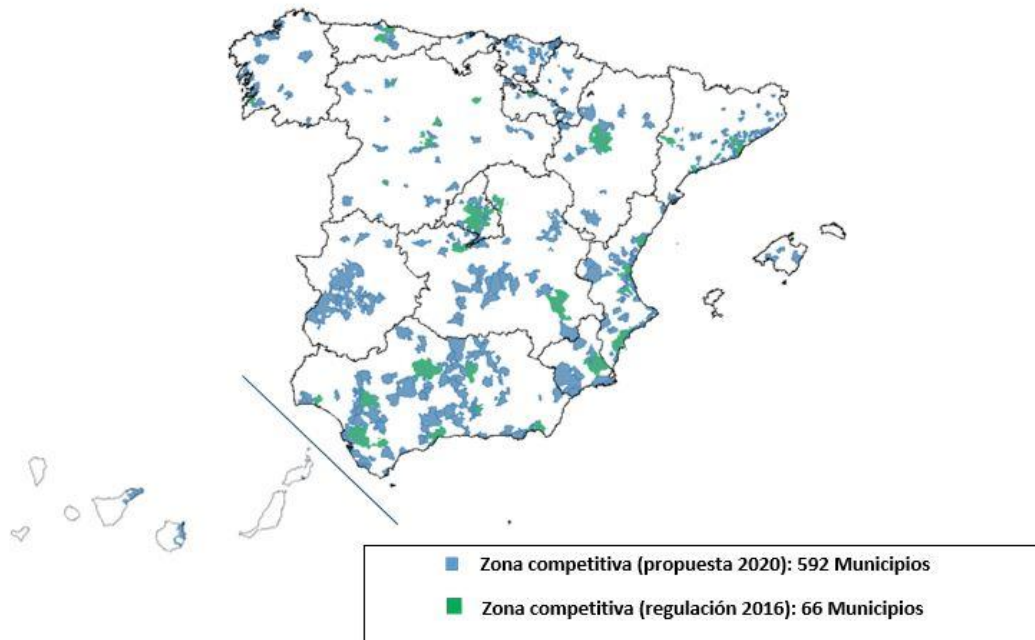 Zona competitiva (propuesta 2020): 592 Municipios
Zona competitiva (regulación 2016): 66 Municipios